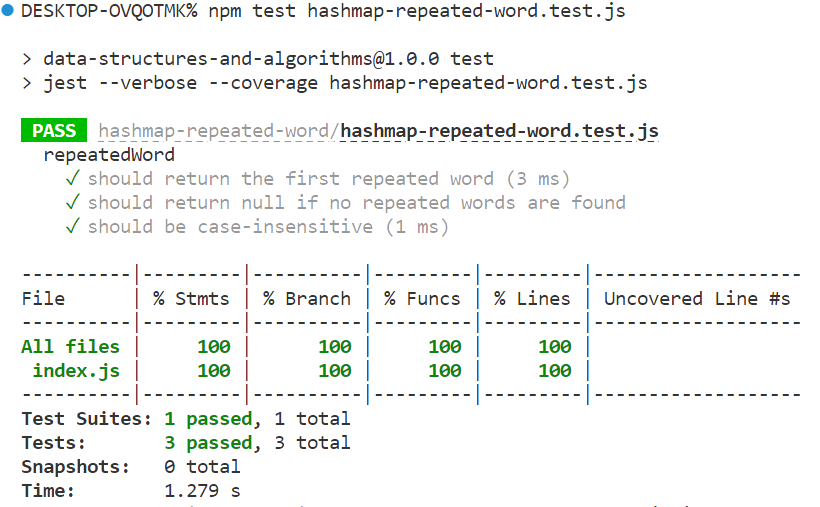 DESKTOP-OVQOTMK% npm test hashmap-repeated-word.test.js
> data-structures-and-algorithms@1.0.0 test
> jest --verbose --coverage hashmap-repeated-word.test.js
PASS hashmap-repeated-word/hashmap-repeated-word.test.js
repeatedWord
✓ should return the first repeated word (3 ms)
✓ should return null if no repeated words are found
✓ should be case-insensitive (1 ms)
----------|---------|----------|---------|---------|-------------------
File | % Stmts | % Branch | % Funcs | % Lines | Uncovered Line #s
----------|---------|----------|---------|---------|-------------------
All files | 100 | 100 | 100 | 100 |
index.js | 100 | 100 | 100 | 100 |
----------|---------|----------|---------|---------|-------------------
Test Suites: 1 passed, 1 total
Tests: 3 passed, 3 total
Snapshots: 0 total
Time: 1.279 s